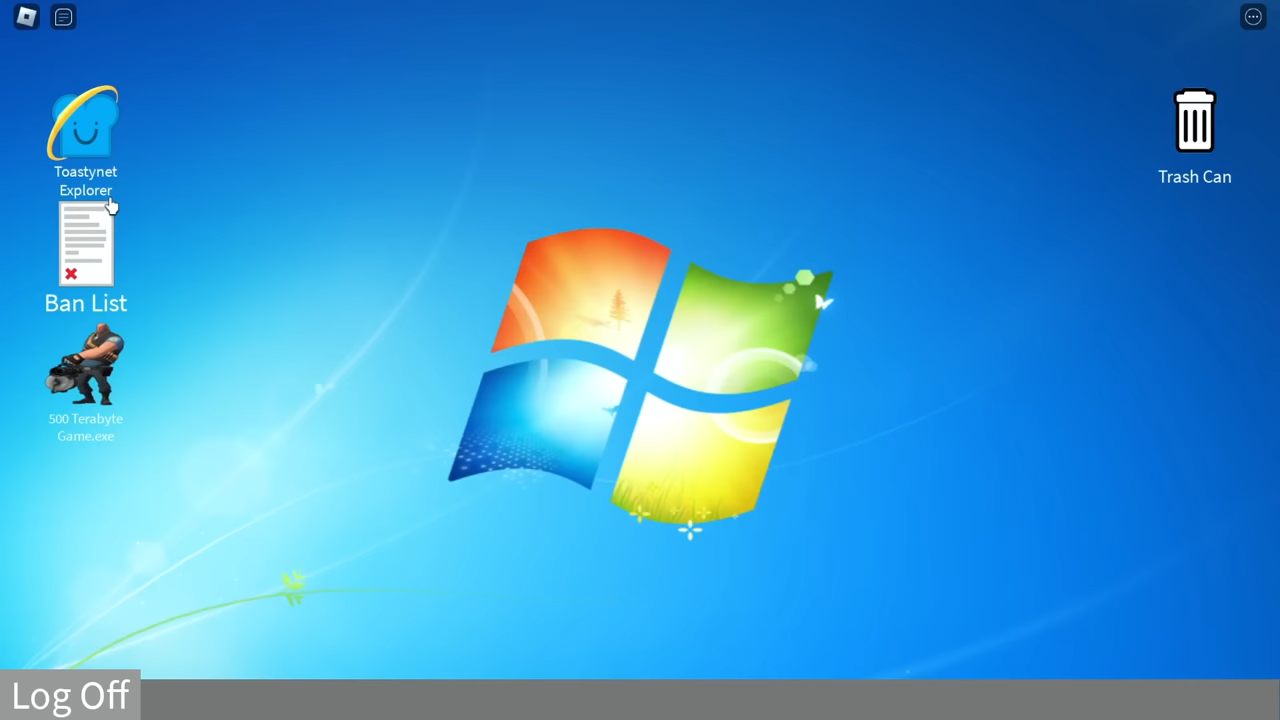 Toastynet
Explorer
Ban List
500 Terabyte
Game.exe
Trash Can
Log Off